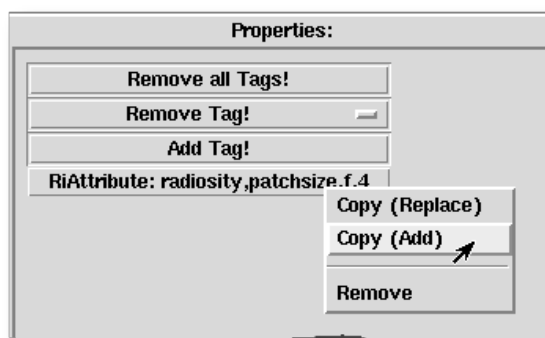 Properties:
Remove all Tags!
Remove Tag!
Add Tag!
RiAttribute: radiosity,patchsize,f,4
Copy (Replace)
Copy (Add)
Remove